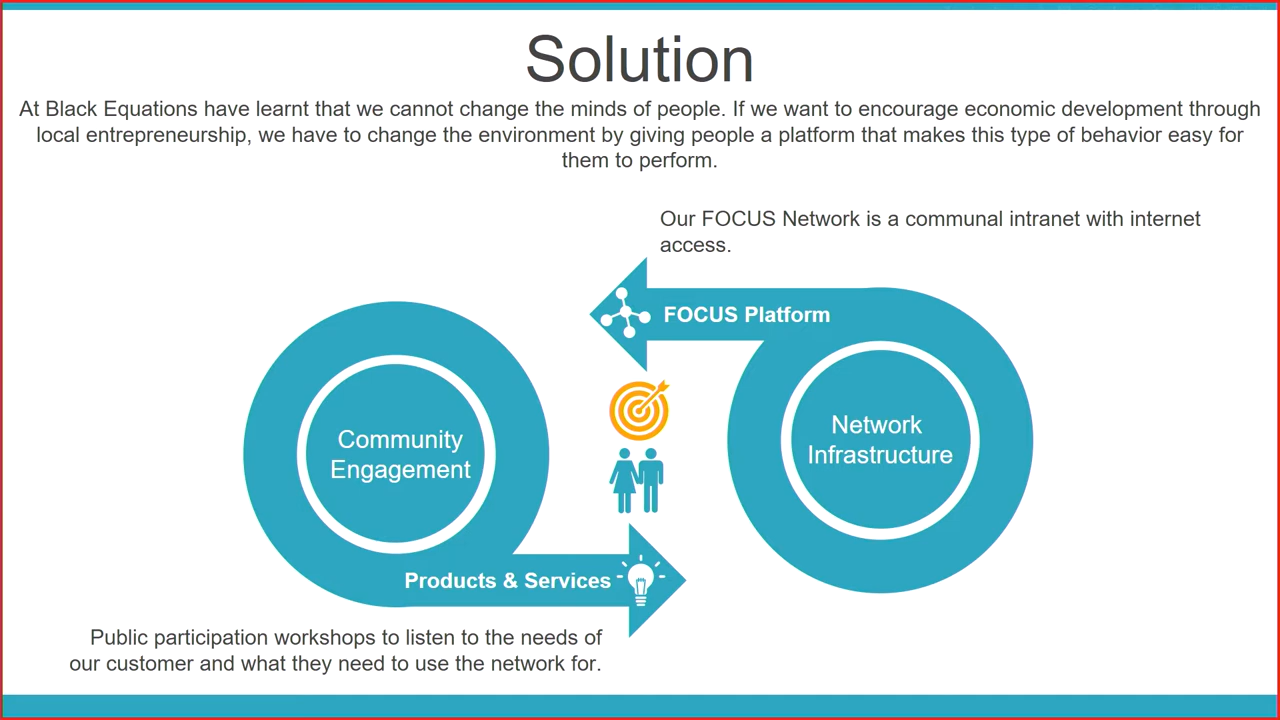 Solution
At Black Equations have learnt that we cannot change the minds of people. If we want to encourage economic development through
local entrepreneurship, we have to change the environment by giving people a platform that makes this type of behavior easy for
them to perform.
Our FOCUS Network is a communal intranet with internet
access.
FOCUS Platform
Community
Engagement
Network
Infrastructure
Products & Services
Public participation workshops to listen to the needs of
our customer and what they need to use the network for.